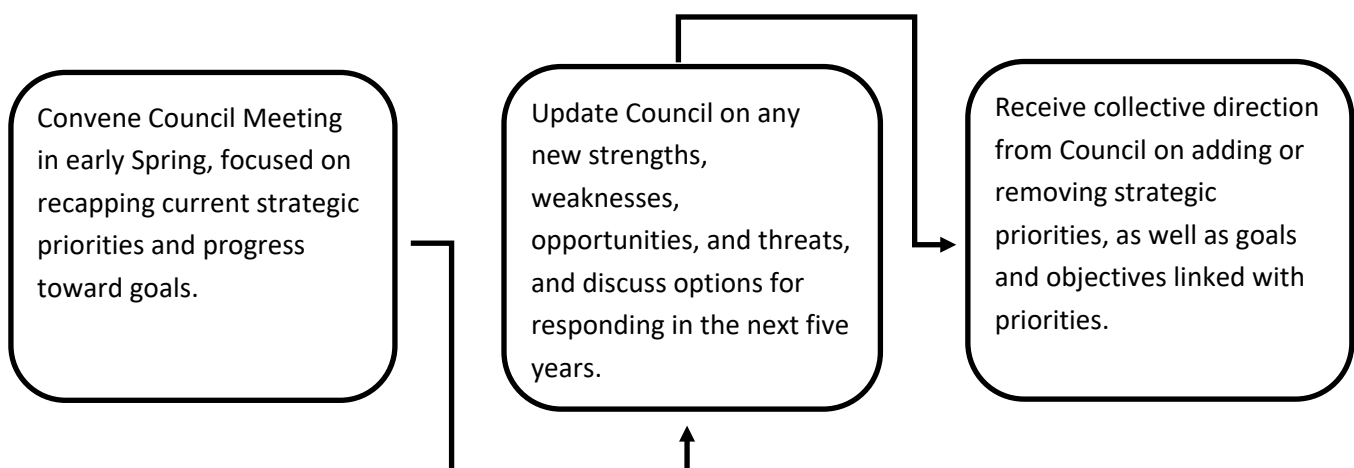 Convene Council Meeting
in early Spring, focused on
recapping current strategic
priorities and progress
toward goals.
Update Council on any
new strengths,
weaknesses,
opportunities, and threats,
and discuss options for
responding in the next five
years.
Receive collective direction
from Council on adding or
removing strategic
priorities, as well as goals
and objectives linked with
priorities.